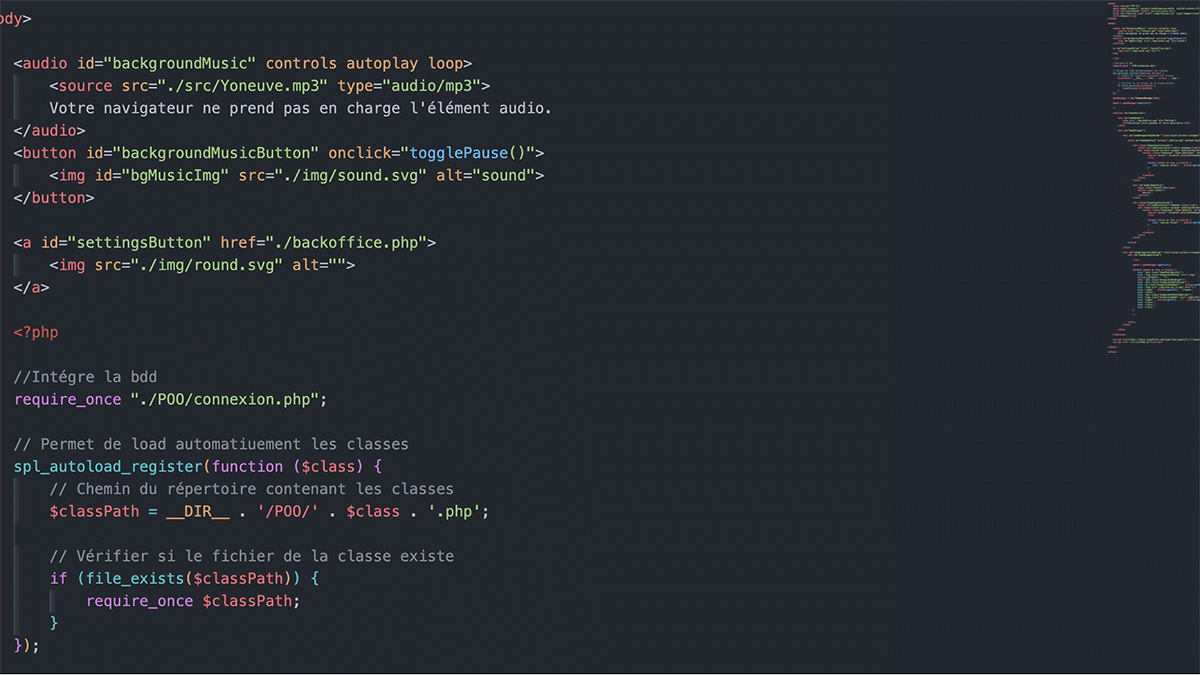 ody>
<audio id="backgroundMusic" controls autoplay loop>
<source src="./src/Yoneuve.mp3" type="audio/mp3">
Votre navigateur ne prend pas en charge l'élément audio.
</audio>
<button id="backgroundMusicButton" onclick="togglePause()">
<img id="bgMusicImg" src="./img/sound.svg" alt="sound">
</button>
<a id="settingsButton" href="./backoffice.php">
<img src="./img/round.svg" alt="">
</a>
<?php
//Intégre la bdd
require_once "./POO/connexion.php";
// Permet de load automatiuement les classes
spl_autoload_register(function ($class) {
// Chemin du répertoire contenant les classes
$classPath = __DIR__ . '/POO/' . $class . '.php';
// Vérifier si le fichier de la classe existe
if (file_exists($classPath)) {
require_once $classPath;
}
});